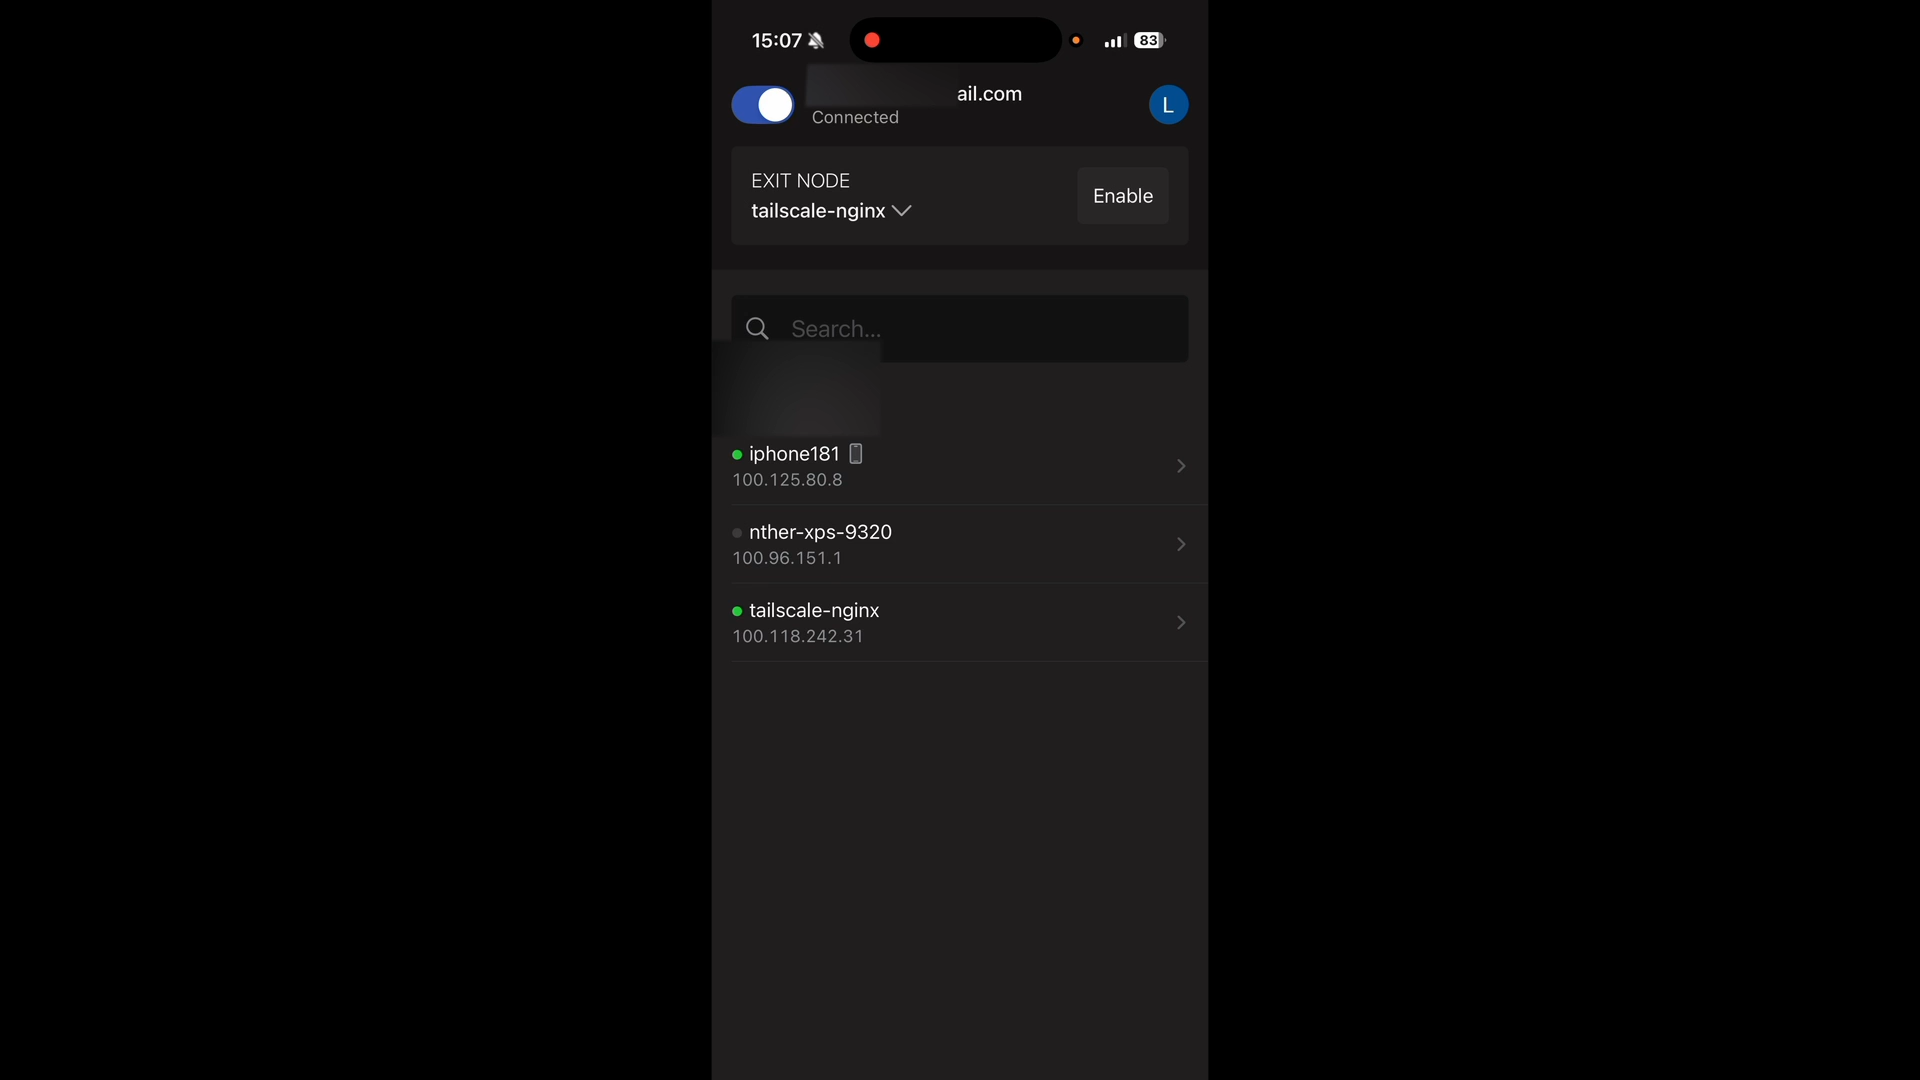 15:07
83
ail.com
Connected
L
EXIT NODE
tailscale-nginx
Enable
Search...
iphone181
100.125.80.8
nther-xps-9320
100.96.151.1
tailscale-nginx
100.118.242.31